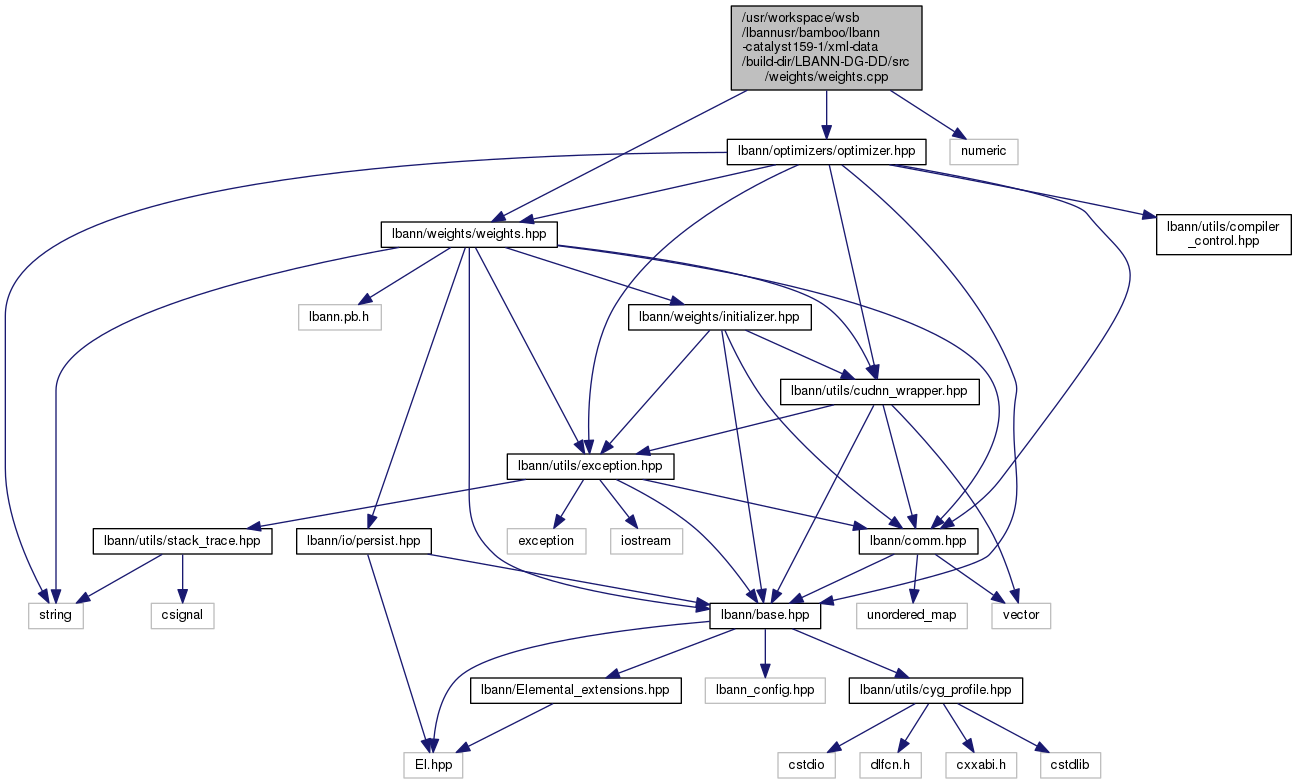 /usr/workspace/wsb
/lbannusr/bamboo/lbann
-catalyst159-1/xml-data
/build-dir/LBANN-DG-DD/src
/weights/weights.cpp
lbann/optimizers/optimizer.hpp
numeric
lbann/weights/weights.hpp
lbann/utils/compiler
_control.hpp
lbann.pb.h
lbann/weights/initializer.hpp
lbann/utils/cudnn_wrapper.hpp
lbann/utils/exception.hpp
lbann/utils/stack_trace.hpp
lbann/io/persist.hpp
exception
iostream
lbann/comm.hpp
string
csignal
lbann/base.hpp
unordered_map
vector
lbann/Elemental_extensions.hpp
lbann_config.hpp
lbann/utils/cyg_profile.hpp
El.hpp
cstdio
dlfcn.h
cxxabi.h
cstdlib